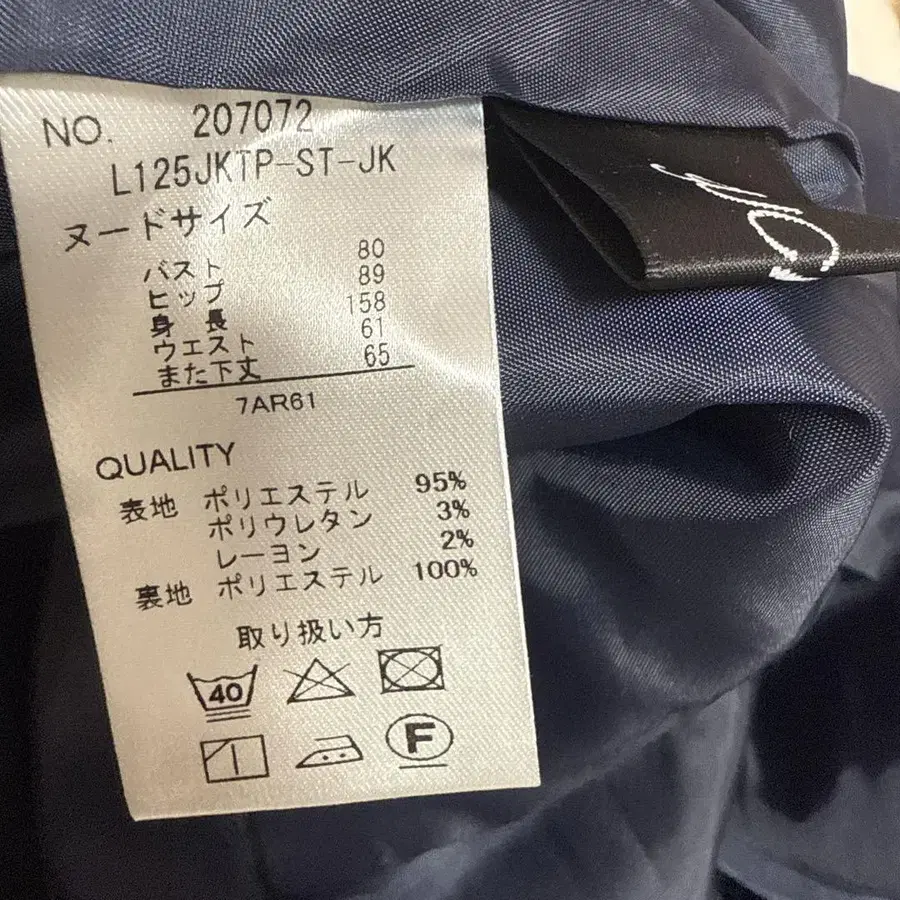 NO. 207072
L125JKTP-ST-JK
ヌードサイズ
バスト 80
ヒップ 89
身長 158
ウエスト 61
また下丈 65
7AR61
QUALITY
表地 ポリエステル 95%
ポリウレタン 3%
レーヨン 2%
裏地 ポリエステル 100%
取り扱い方
40
F